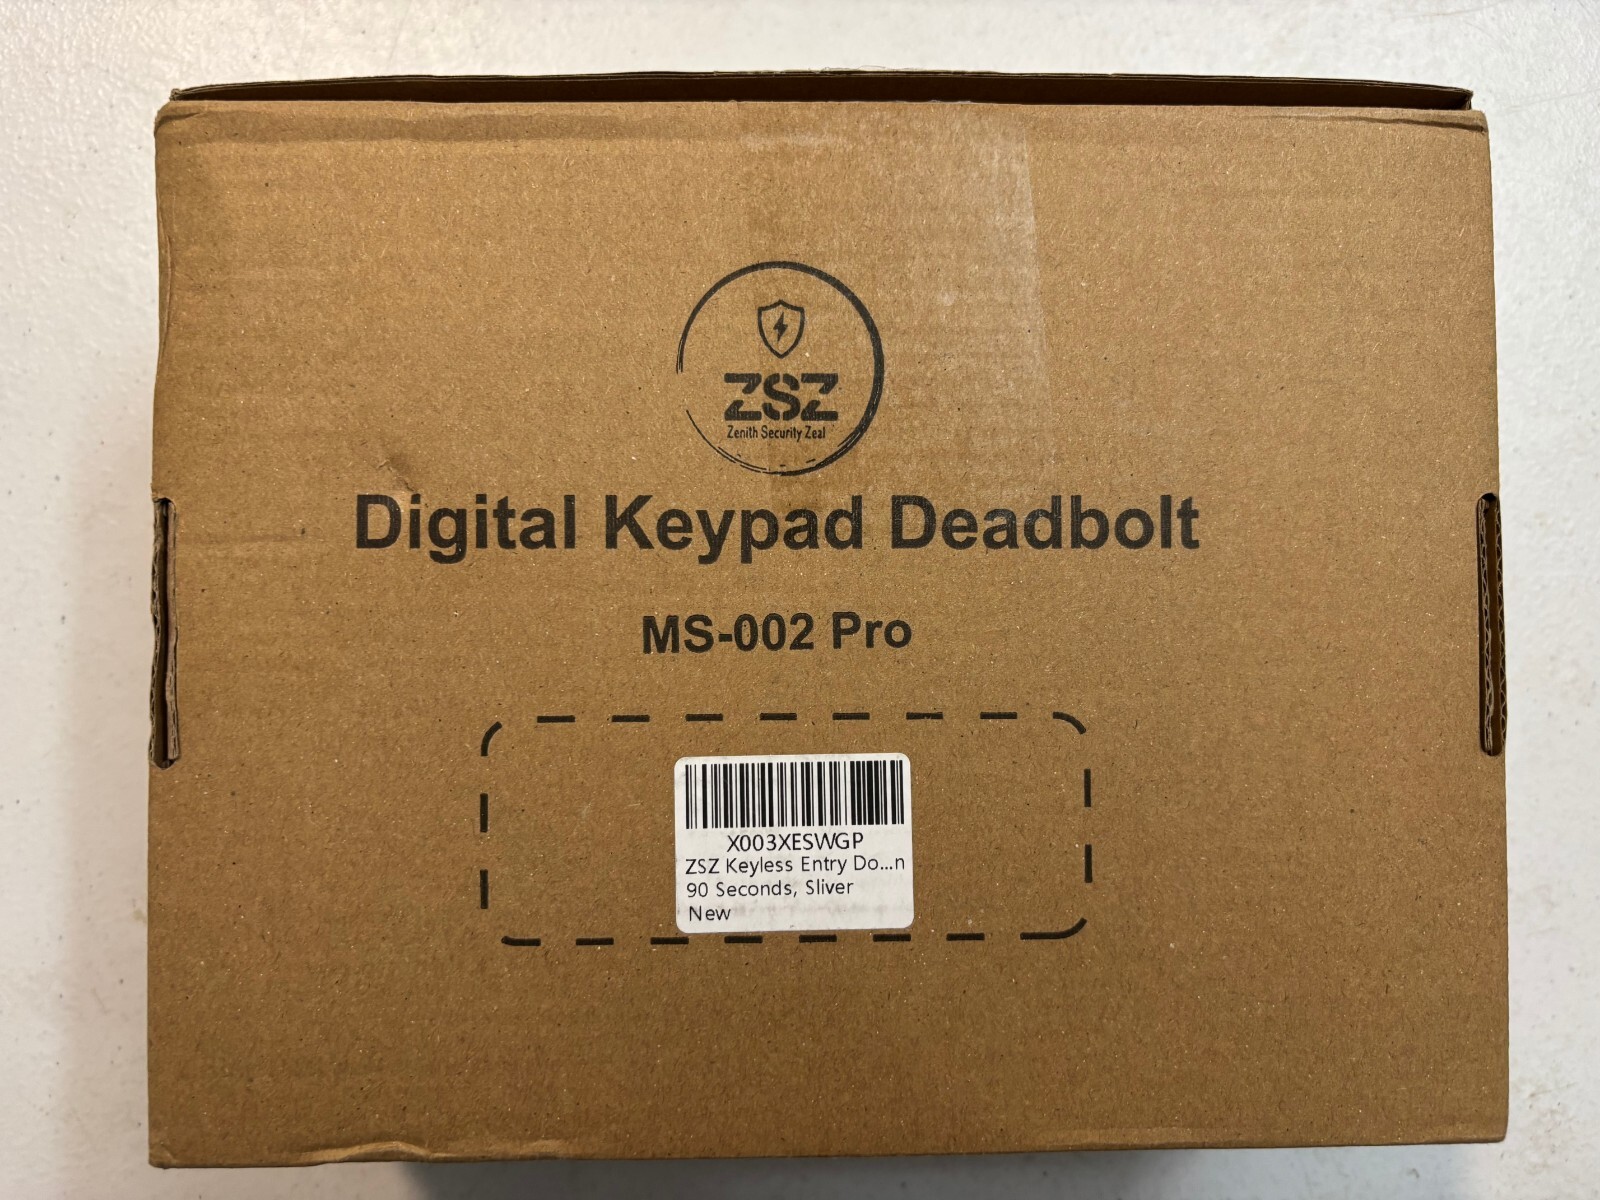 ZSZ
Zenith Security Zeal
Digital Keypad Deadbolt
MS-002 Pro
X003XESWGP
ZSZ Keyless Entry Do...n
90 Seconds, Sliver
New